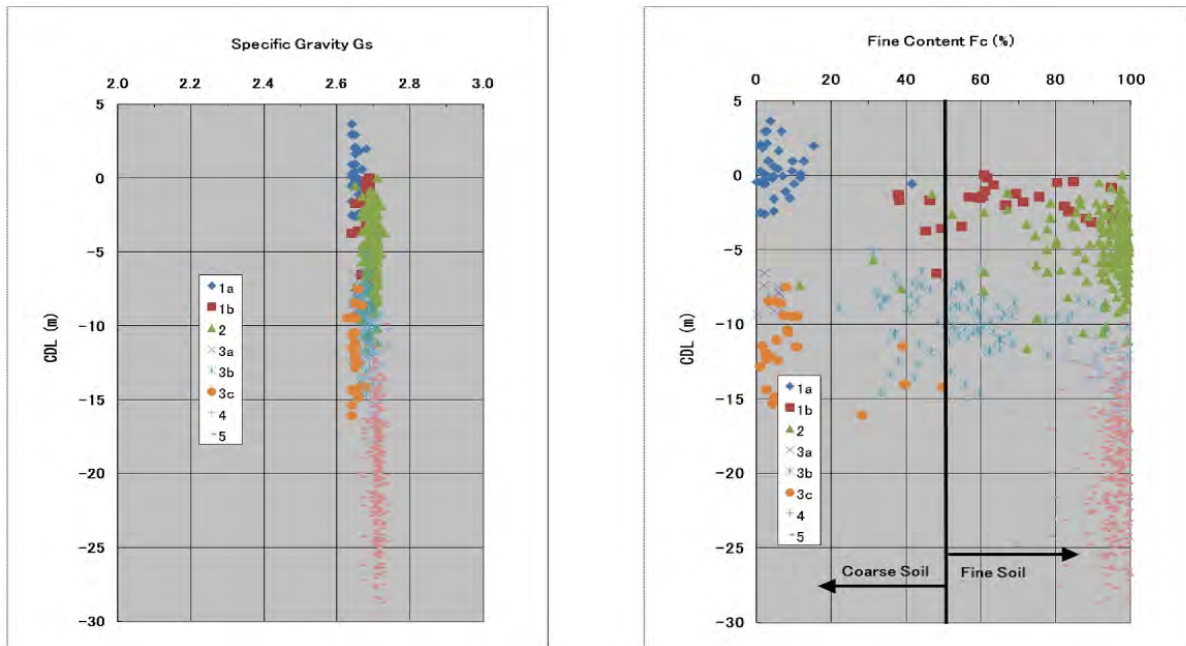 Specific Gravity Gs
2.0 2.2 2.4 2.6 2.8 3.0
5
0
-5
-10
-15
-20
-25
-30
CDL (m)
1a
1b
2
3a
3b
3c
4
5
Fine Content Fc (%)
0 20 40 60 80 100
5
0
-5
-10
-15
-20
-25
-30
CDL (m)
1a
1b
2
3a
3b
3c
4
5
Coarse Soil
Fine Soil